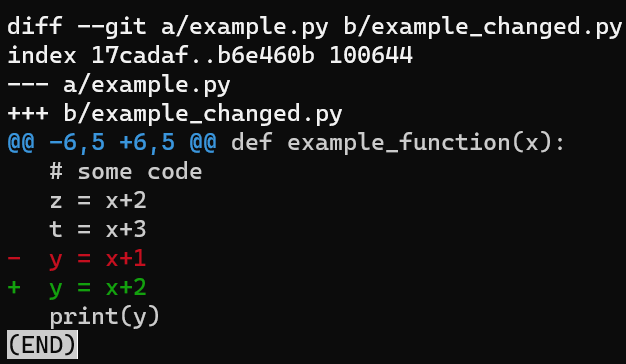 diff --git a/example.py b/example_changed.py
index 17cadaf..b6e460b 100644
--- a/example.py
+++ b/example_changed.py
@@ -6,5 +6,5 @@ def example_function(x):
   # some code
   z = x+2
   t = x+3
-  y = x+1
+  y = x+2
   print(y)
(END)